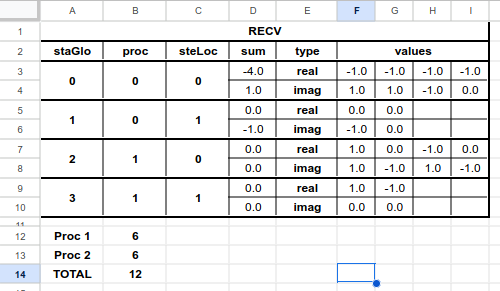 A B C D E F G H I
1 RECV
2 staGlo proc steLoc sum type values
3 0 0 0 -4.0 real -1.0 -1.0 -1.0 -1.0
4 1.0 imag 1.0 1.0 -1.0 0.0
5 1 0 1 0.0 real 0.0 0.0
6 -1.0 imag -1.0 0.0
7 2 1 0 0.0 real 1.0 0.0 -1.0 0.0
8 0.0 imag 1.0 -1.0 1.0 -1.0
9 3 1 1 0.0 real 1.0 -1.0
10 0.0 imag 0.0 0.0
11
12 Proc 1 6
13 Proc 2 6
14 TOTAL 12